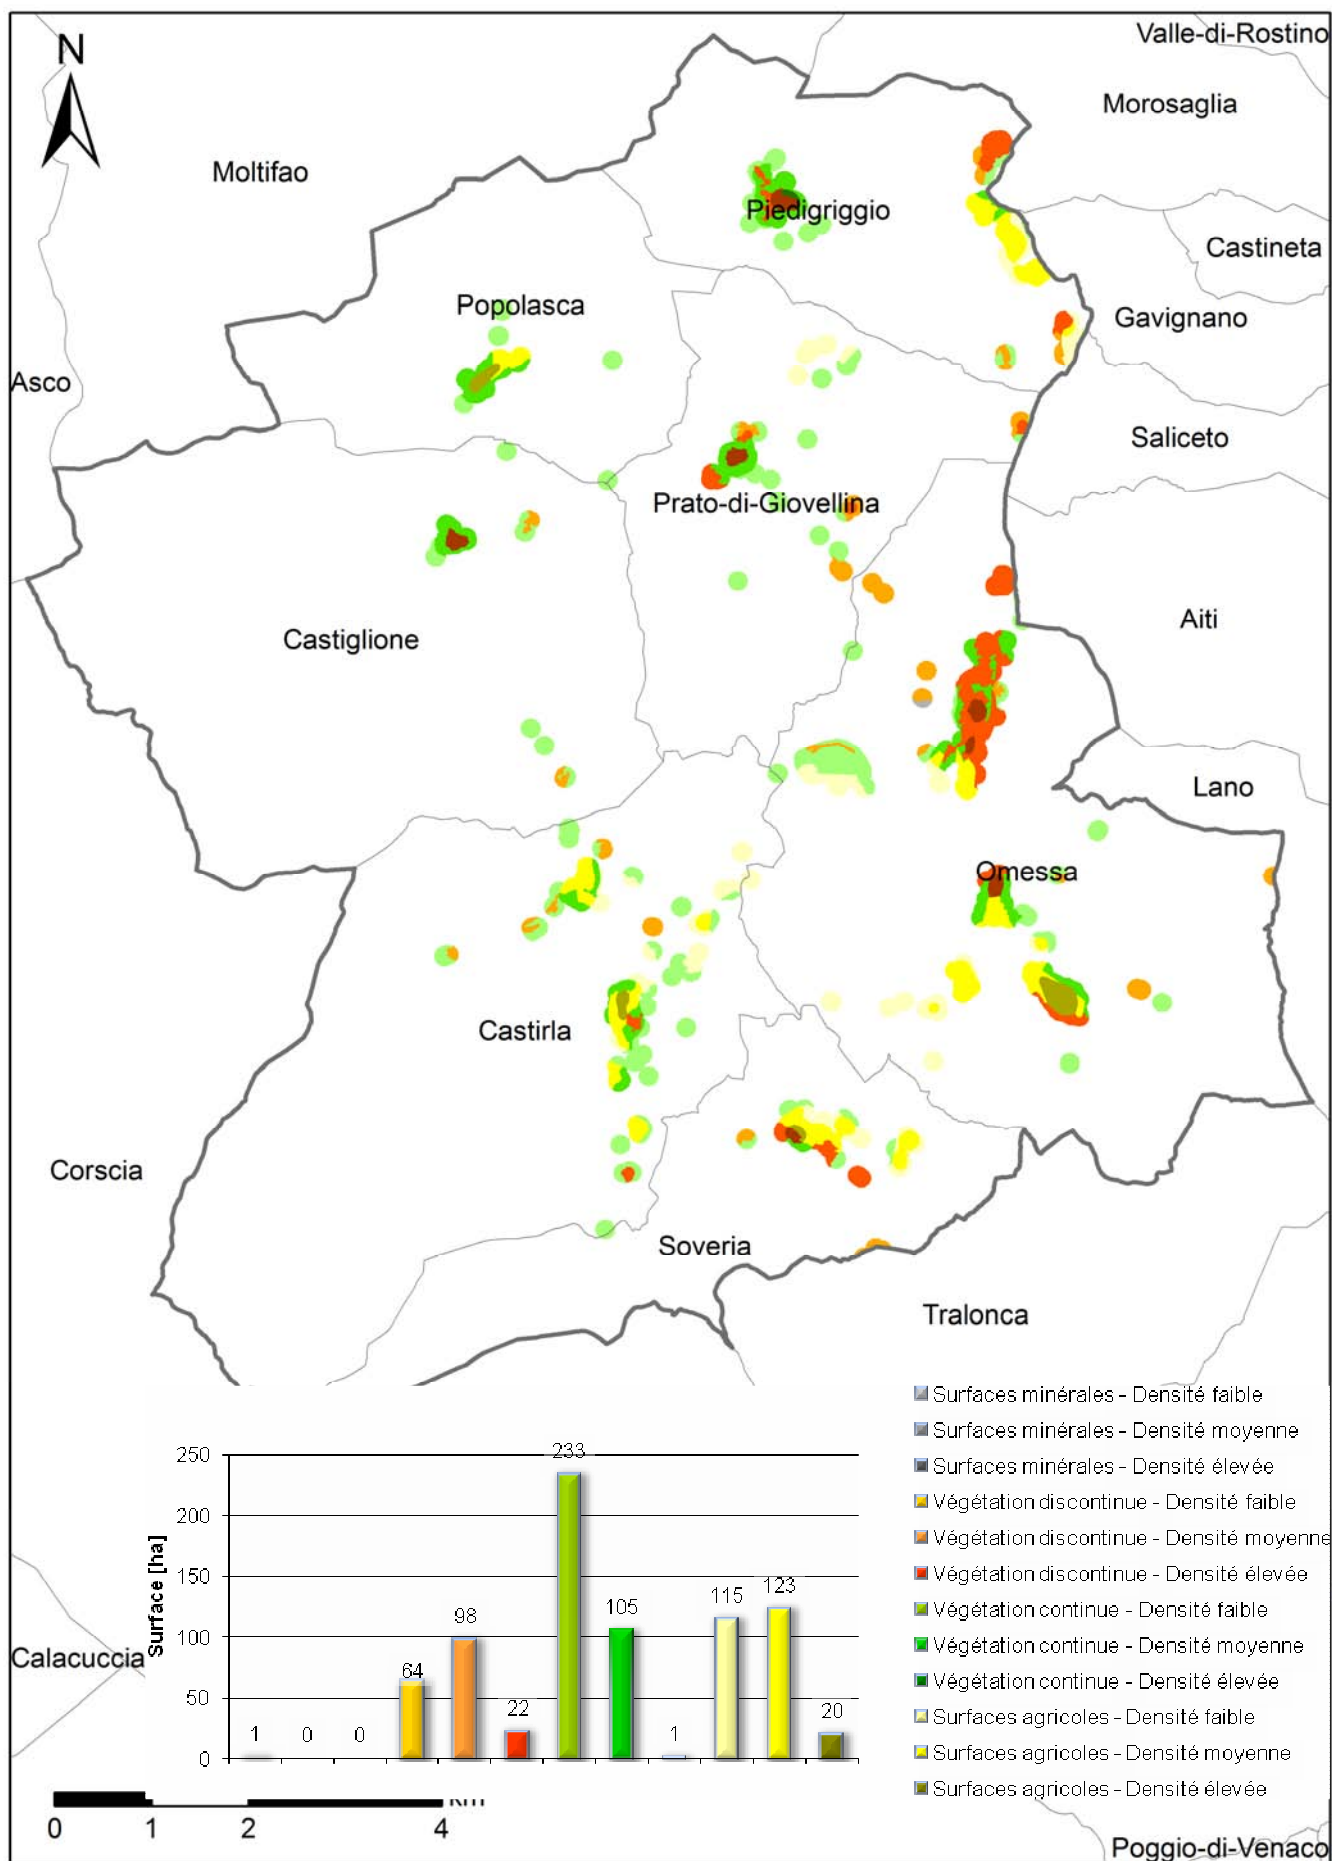 N
Valle-di-Rostino
Morosaglia
Moltifao
Piedigriggio
Castineta
Popolasca
Gavignano
Asco
Saliceto
Prato-di-Giovellina
Aiti
Castiglione
Lano
Omessa
Castirla
Corscia
Soveria
Tralonca
Surfaces minérales - Densité faible
Surfaces minérales - Densité moyenne
Surfaces minérales - Densité élevée
Végétation discontinue - Densité faible
Végétation discontinue - Densité moyenne
Végétation discontinue - Densité élevée
Végétation continue - Densité faible
Végétation continue - Densité moyenne
Végétation continue - Densité élevée
Surfaces agricoles - Densité faible
Surfaces agricoles - Densité moyenne
Surfaces agricoles - Densité élevée
Surface [ha]
250
200
150
100
50
0
1
0
0
64
98
22
233
105
1
115
123
20
Calacuccia
km
0 1 2 4
Poggio-di-Venaco